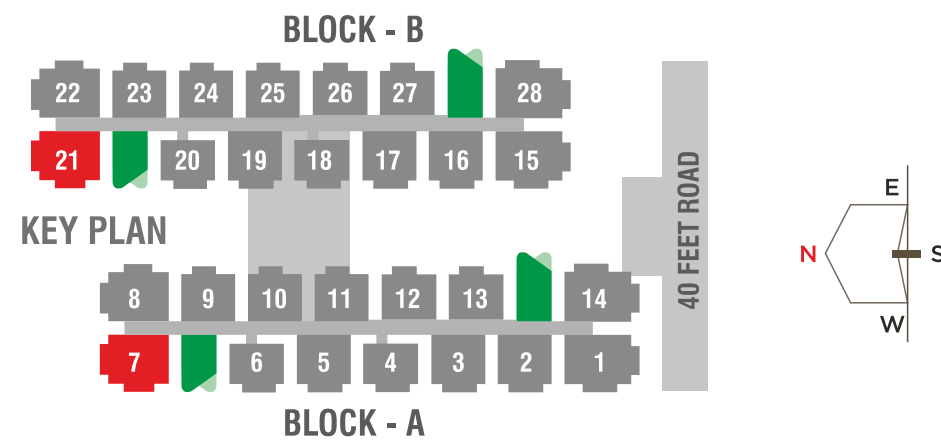 BLOCK - B
22 23 24 25 26 27 28
21 20 19 18 17 16 15
KEY PLAN
8 9 10 11 12 13 14
7 6 5 4 3 2 1
BLOCK - A
40 FEET ROAD
E
N S
W